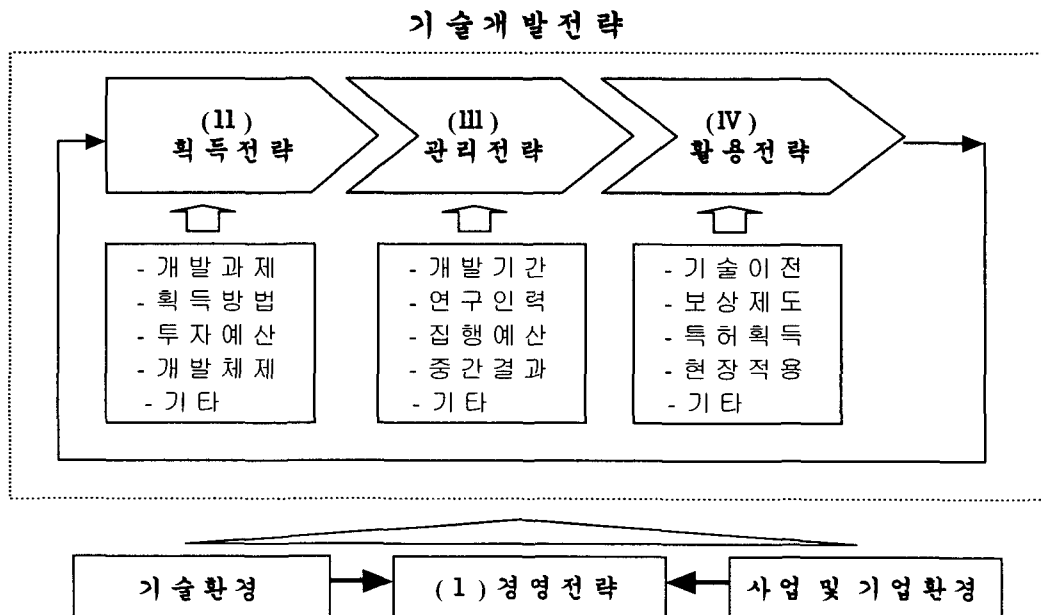 기술개발전략
(II)
획득전략
(III)
관리전략
(IV)
활용전략
- 개발과제
- 획득방법
- 투자예산
- 개발체제
- 기타
- 개발기간
- 연구인력
- 집행예산
- 중간결과
- 기타
- 기술이전
- 보상제도
- 특허획득
- 현장적용
- 기타
기술환경
(I) 경영전략
사업 및 기업환경